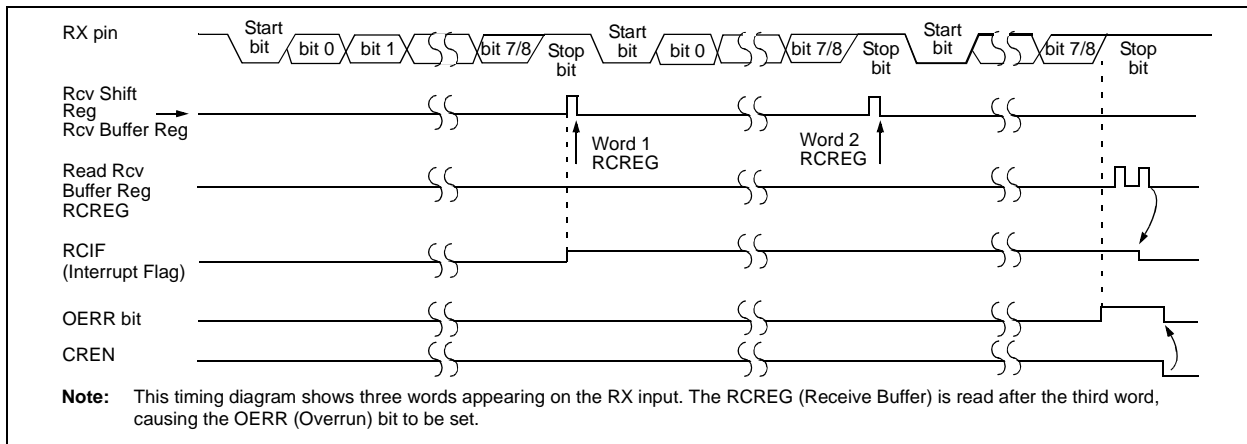 RX pin
Start
bit
bit 0
bit 1
bit 7/8
Stop
bit
Start
bit
bit 0
bit 7/8
Stop
bit
Start
bit
bit 7/8
Stop
bit
Rcv Shift
Reg
Rcv Buffer Reg
Word 1
RCREG
Word 2
RCREG
Read Rcv
Buffer Reg
RCREG
RCIF
(Interrupt Flag)
OERR bit
CREN
Note: This timing diagram shows three words appearing on the RX input. The RCREG (Receive Buffer) is read after the third word,
causing the OERR (Overrun) bit to be set.